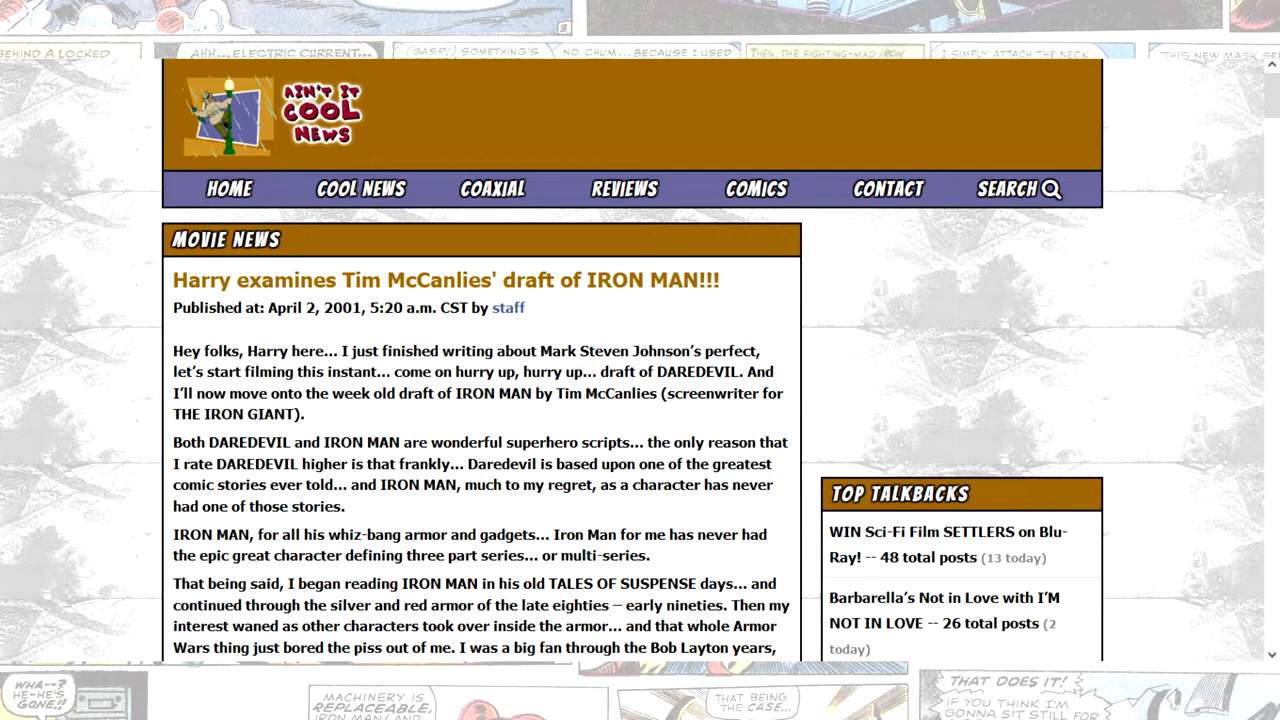 3
BEHIND A LOCKED
AHH...ELECTRIC CURRENT...
(GASP!) SOMETHING'S
NO CHUM...BECAUSE I USED
THEN, THE FIGHTING-MAD IRON
I SIMPLY ATTACH THE NECK
THIS NEW MASK
AIN'T IT
COOL
NEWS
HOME COOL NEWS COAXIAL REVIEWS COMICS CONTACT SEARCH
MOVIE NEWS
Harry examines Tim McCanlies' draft of IRON MAN!!!
Published at: April 2, 2001, 5:20 a.m. CST by staff
Hey folks, Harry here... I just finished writing about Mark Steven Johnson’s perfect,
let’s start filming this instant... come on hurry up, hurry up... draft of DAREDEVIL. And
I’ll now move onto the week old draft of IRON MAN by Tim McCanlies (screenwriter for
THE IRON GIANT).
Both DAREDEVIL and IRON MAN are wonderful superhero scripts... the only reason that
I rate DAREDEVIL higher is that frankly... Daredevil is based upon one of the greatest
comic stories ever told... and IRON MAN, much to my regret, as a character has never
had one of those stories.
IRON MAN, for all his whiz-bang armor and gadgets... Iron Man for me has never had
the epic great character defining three part series... or multi-series.
That being said, I began reading IRON MAN in his old TALES OF SUSPENSE days... and
continued through the silver and red armor of the late eighties – early nineties. Then my
interest waned as other characters took over inside the armor... and that whole Armor
Wars thing just bored the piss out of me. I was a big fan through the Bob Layton years,
TOP TALKBACKS
WIN Sci-Fi Film SETTLERS on Blu-
Ray! -- 48 total posts (13 today)
Barbarella’s Not in Love with I’M
NOT IN LOVE -- 26 total posts (2
today)
WHA--?
HE-HE'S
GONE!!
MACHINERY IS
REPLACEABLE,
IRON MAN! AND
THAT BEING
THE CASE...
THAT DOES IT!
IF YOU THINK I'M
GONNA SIT STILL FOR